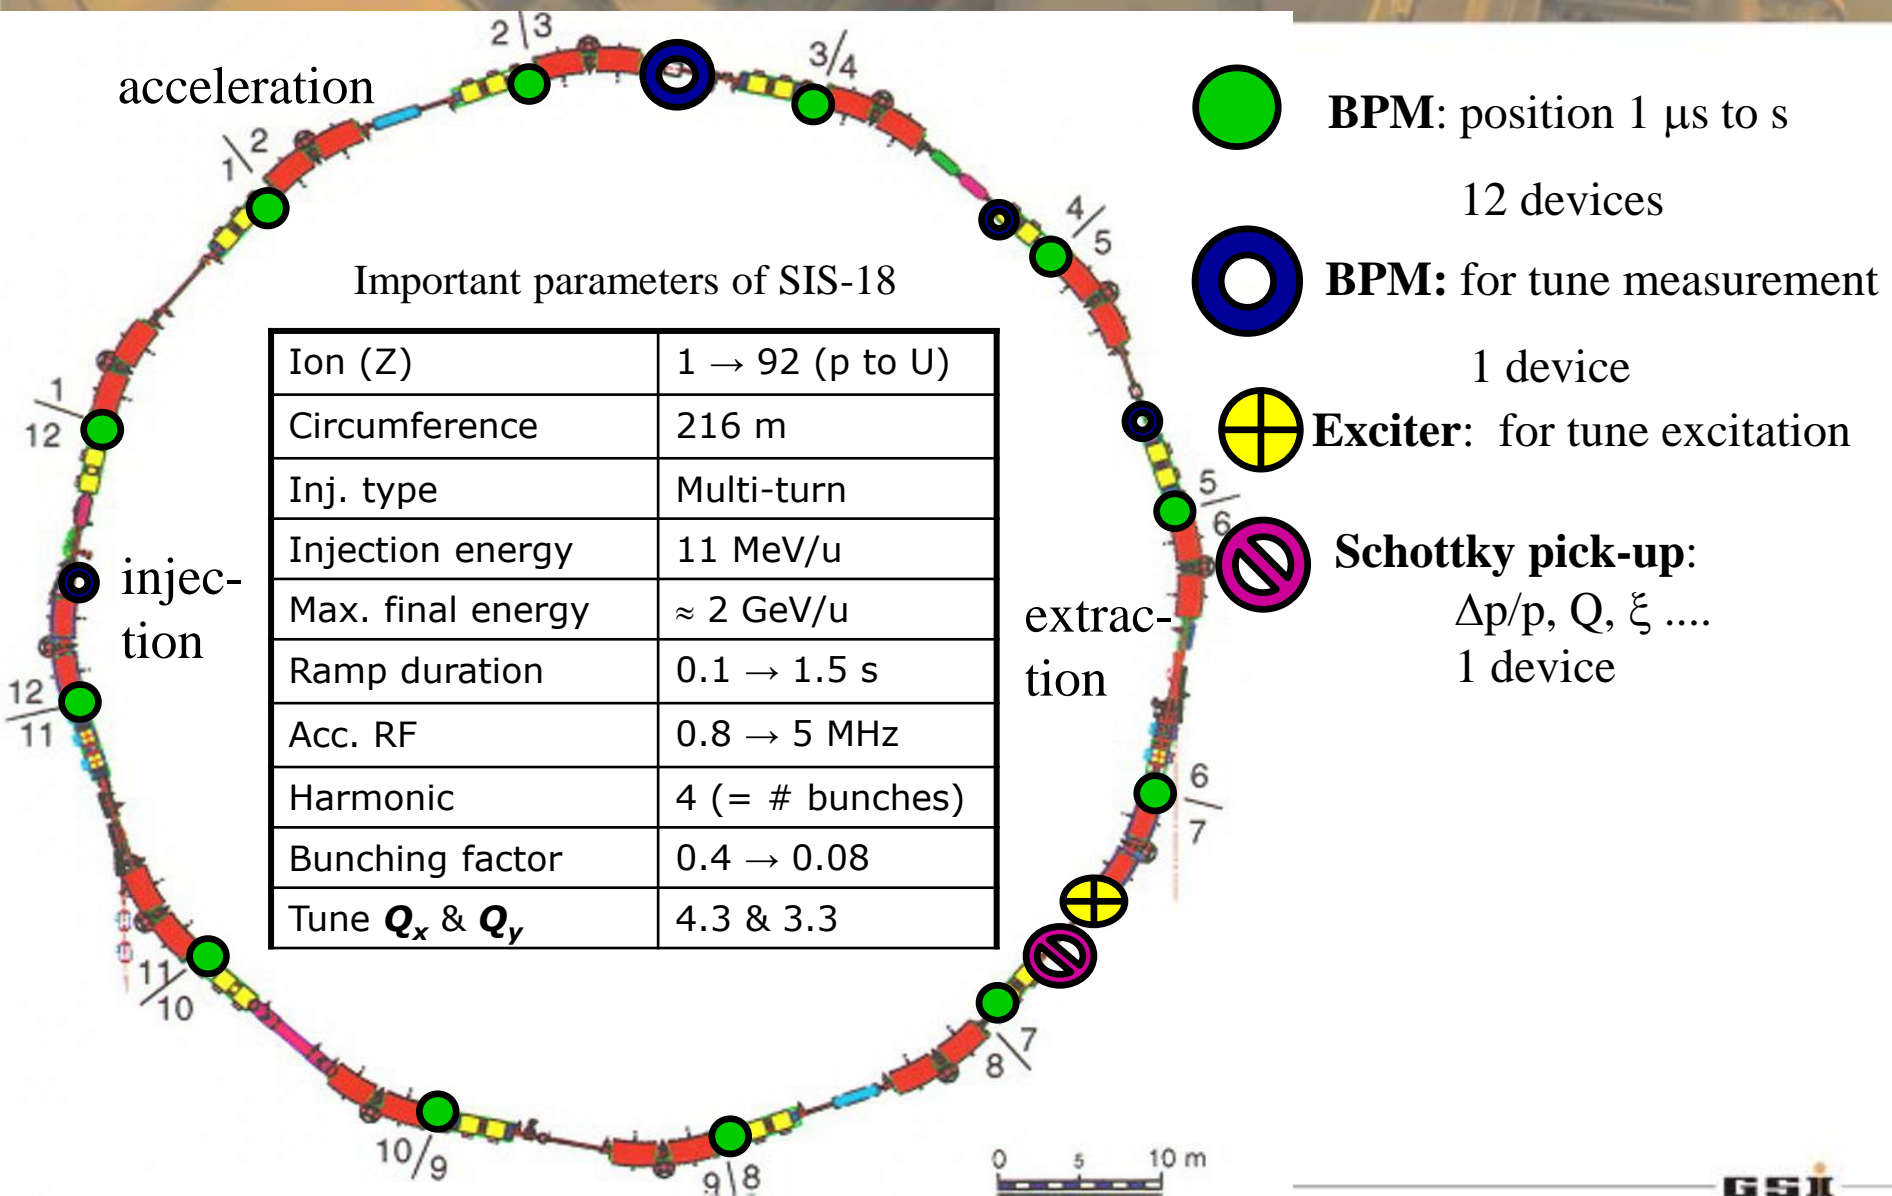 acceleration
2 3
3/4
1 2
4/5
1
12
5/6
6
7
7
8
9 8
10/9
11/10
12
11
injec-
tion
extrac-
tion
Important parameters of SIS-18
Ion (Z) 1 → 92 (p to U)
Circumference 216 m
Inj. type Multi-turn
Injection energy 11 MeV/u
Max. final energy ≈ 2 GeV/u
Ramp duration 0.1 → 1.5 s
Acc. RF 0.8 → 5 MHz
Harmonic 4 (= # bunches)
Bunching factor 0.4 → 0.08
Tune Qx & Qy 4.3 & 3.3
0 5 10 m
BPM: position 1 μs to s
12 devices
BPM: for tune measurement
1 device
Exciter: for tune excitation
Schottky pick-up:
Δp/p, Q, ξ ....
1 device
GSI